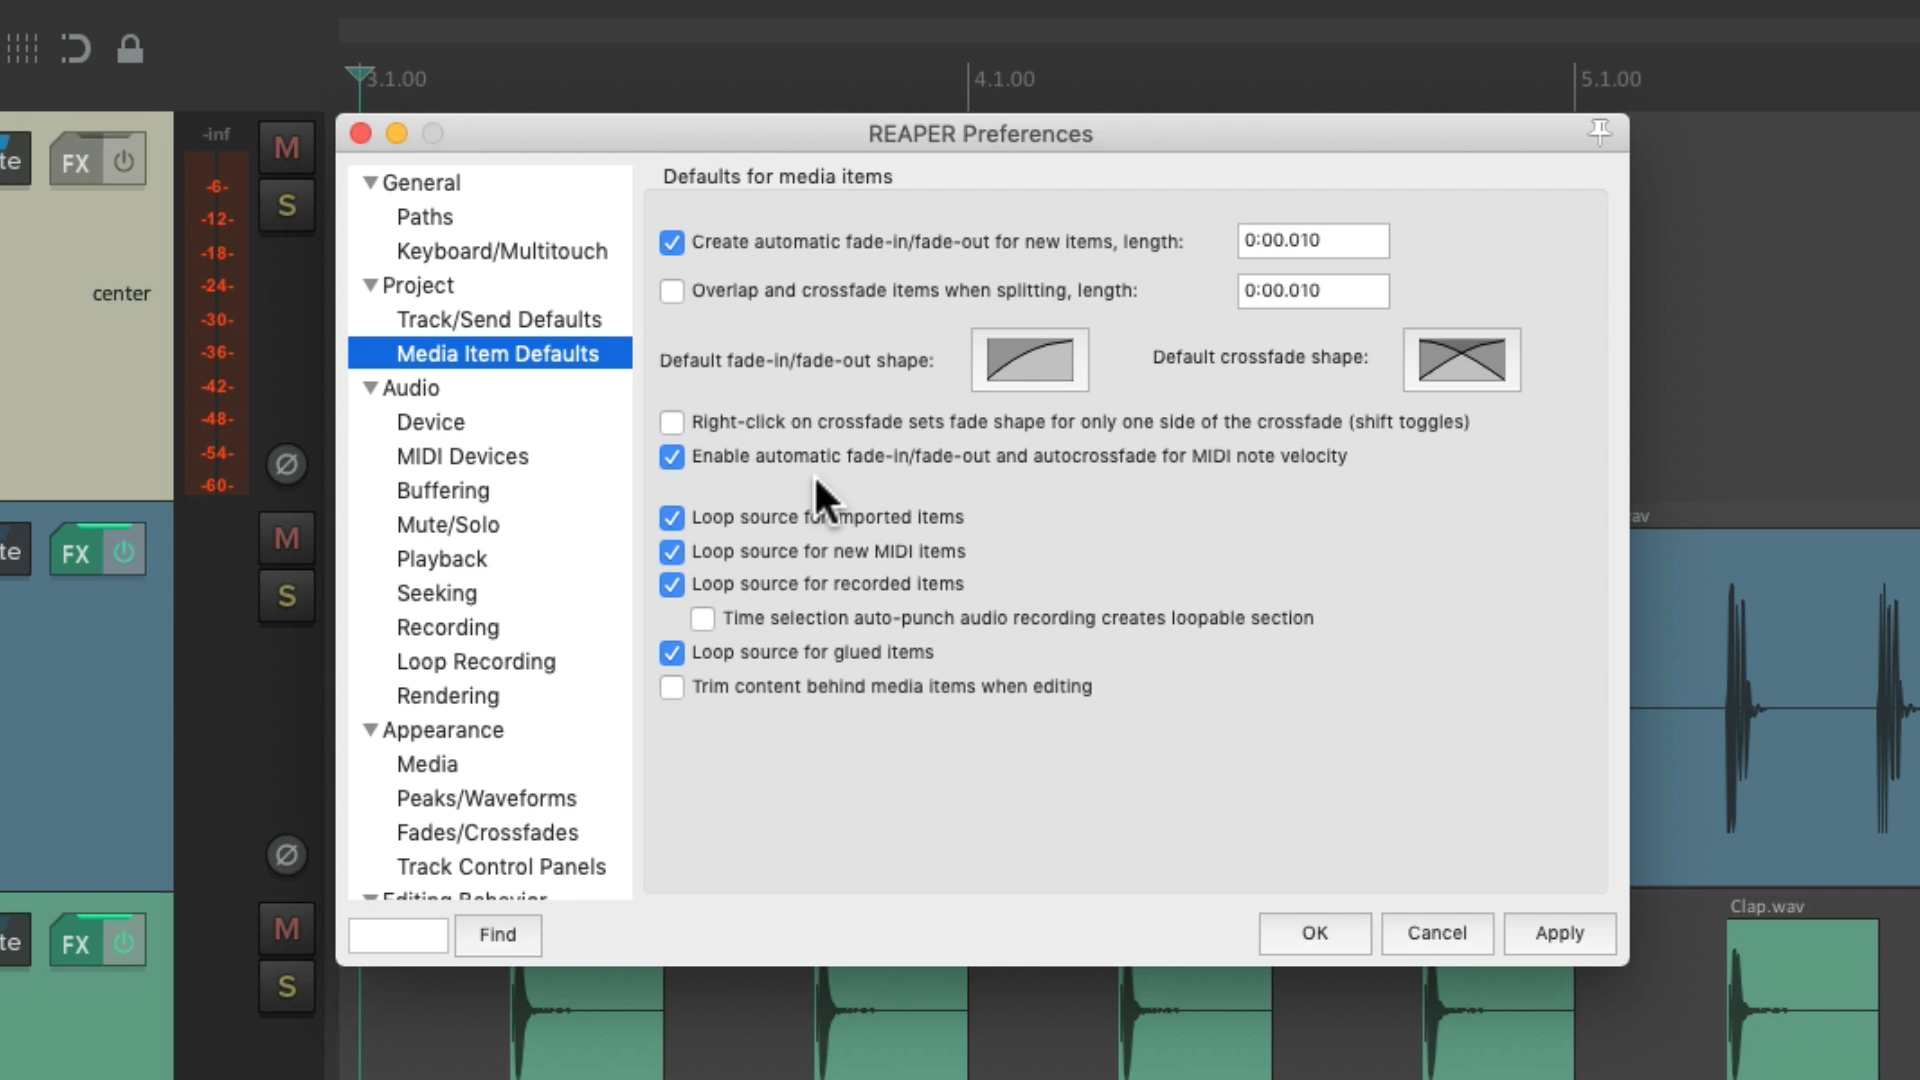 3.1.00
4.1.00
5.1.00
-inf
M
S
te
FX
-6-
-12-
-18-
-24-
-30-
-36-
-42-
-48-
-54-
-60-
center
REAPER Preferences
General
Paths
Keyboard/Multitouch
Project
Track/Send Defaults
Media Item Defaults
Audio
Device
MIDI Devices
Buffering
Mute/Solo
Playback
Seeking
Recording
Loop Recording
Rendering
Appearance
Media
Peaks/Waveforms
Fades/Crossfades
Track Control Panels
Editing Behavior
Find
Defaults for media items
Create automatic fade-in/fade-out for new items, length: 0:00.010
Overlap and crossfade items when splitting, length: 0:00.010
Default fade-in/fade-out shape: Default crossfade shape:
Right-click on crossfade sets fade shape for only one side of the crossfade (shift toggles)
Enable automatic fade-in/fade-out and autocrossfade for MIDI note velocity
Loop source for imported items
Loop source for new MIDI items
Loop source for recorded items
Time selection auto-punch audio recording creates loopable section
Loop source for glued items
Trim content behind media items when editing
OK Cancel Apply
te
FX
M
S
av
te
FX
M
S
Clap.wav